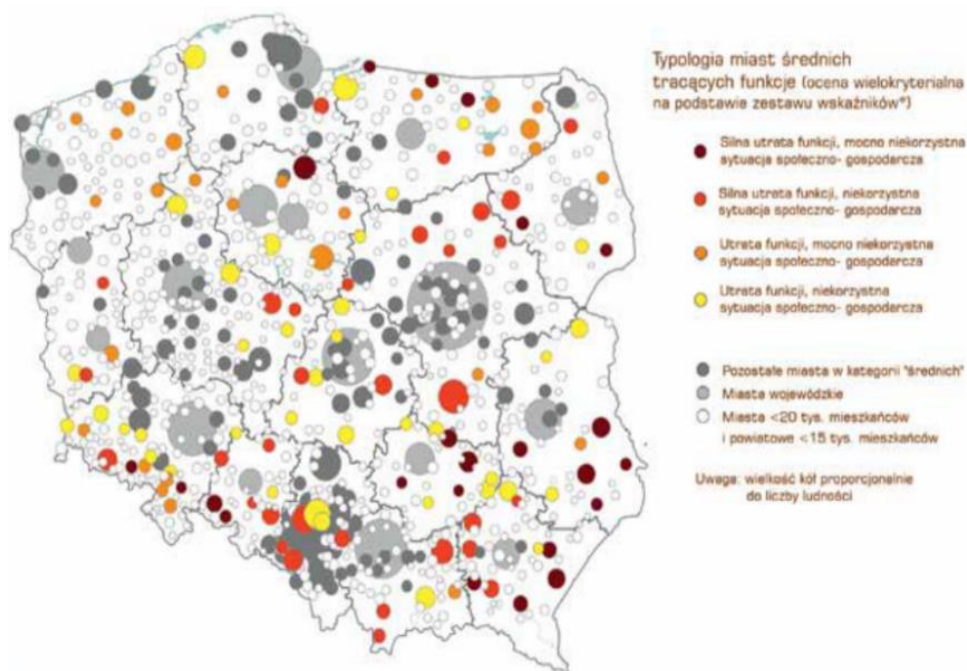 Typologia miast średnich
tracących funkcje (ocena wielokryterialna
na podstawie zestawu wskaźników*)
Silna utrata funkcji, mocno niekorzystna
sytuacja społeczno- gospodarcza
Silna utrata funkcji, niekorzystna
sytuacja społeczno- gospodarcza
Utrata funkcji, mocno niekorzystna
sytuacja społeczno- gospodarcza
Utrata funkcji, niekorzystna
sytuacja społeczno- gospodarcza
Pozostałe miasta w kategorii "średnich"
Miasta wojewódzkie
Miasta <20 tys. mieszkańców
i powiatowe <15 tys. mieszkańców
Uwaga: wielkość kół proporcjonalnie
do liczby ludności